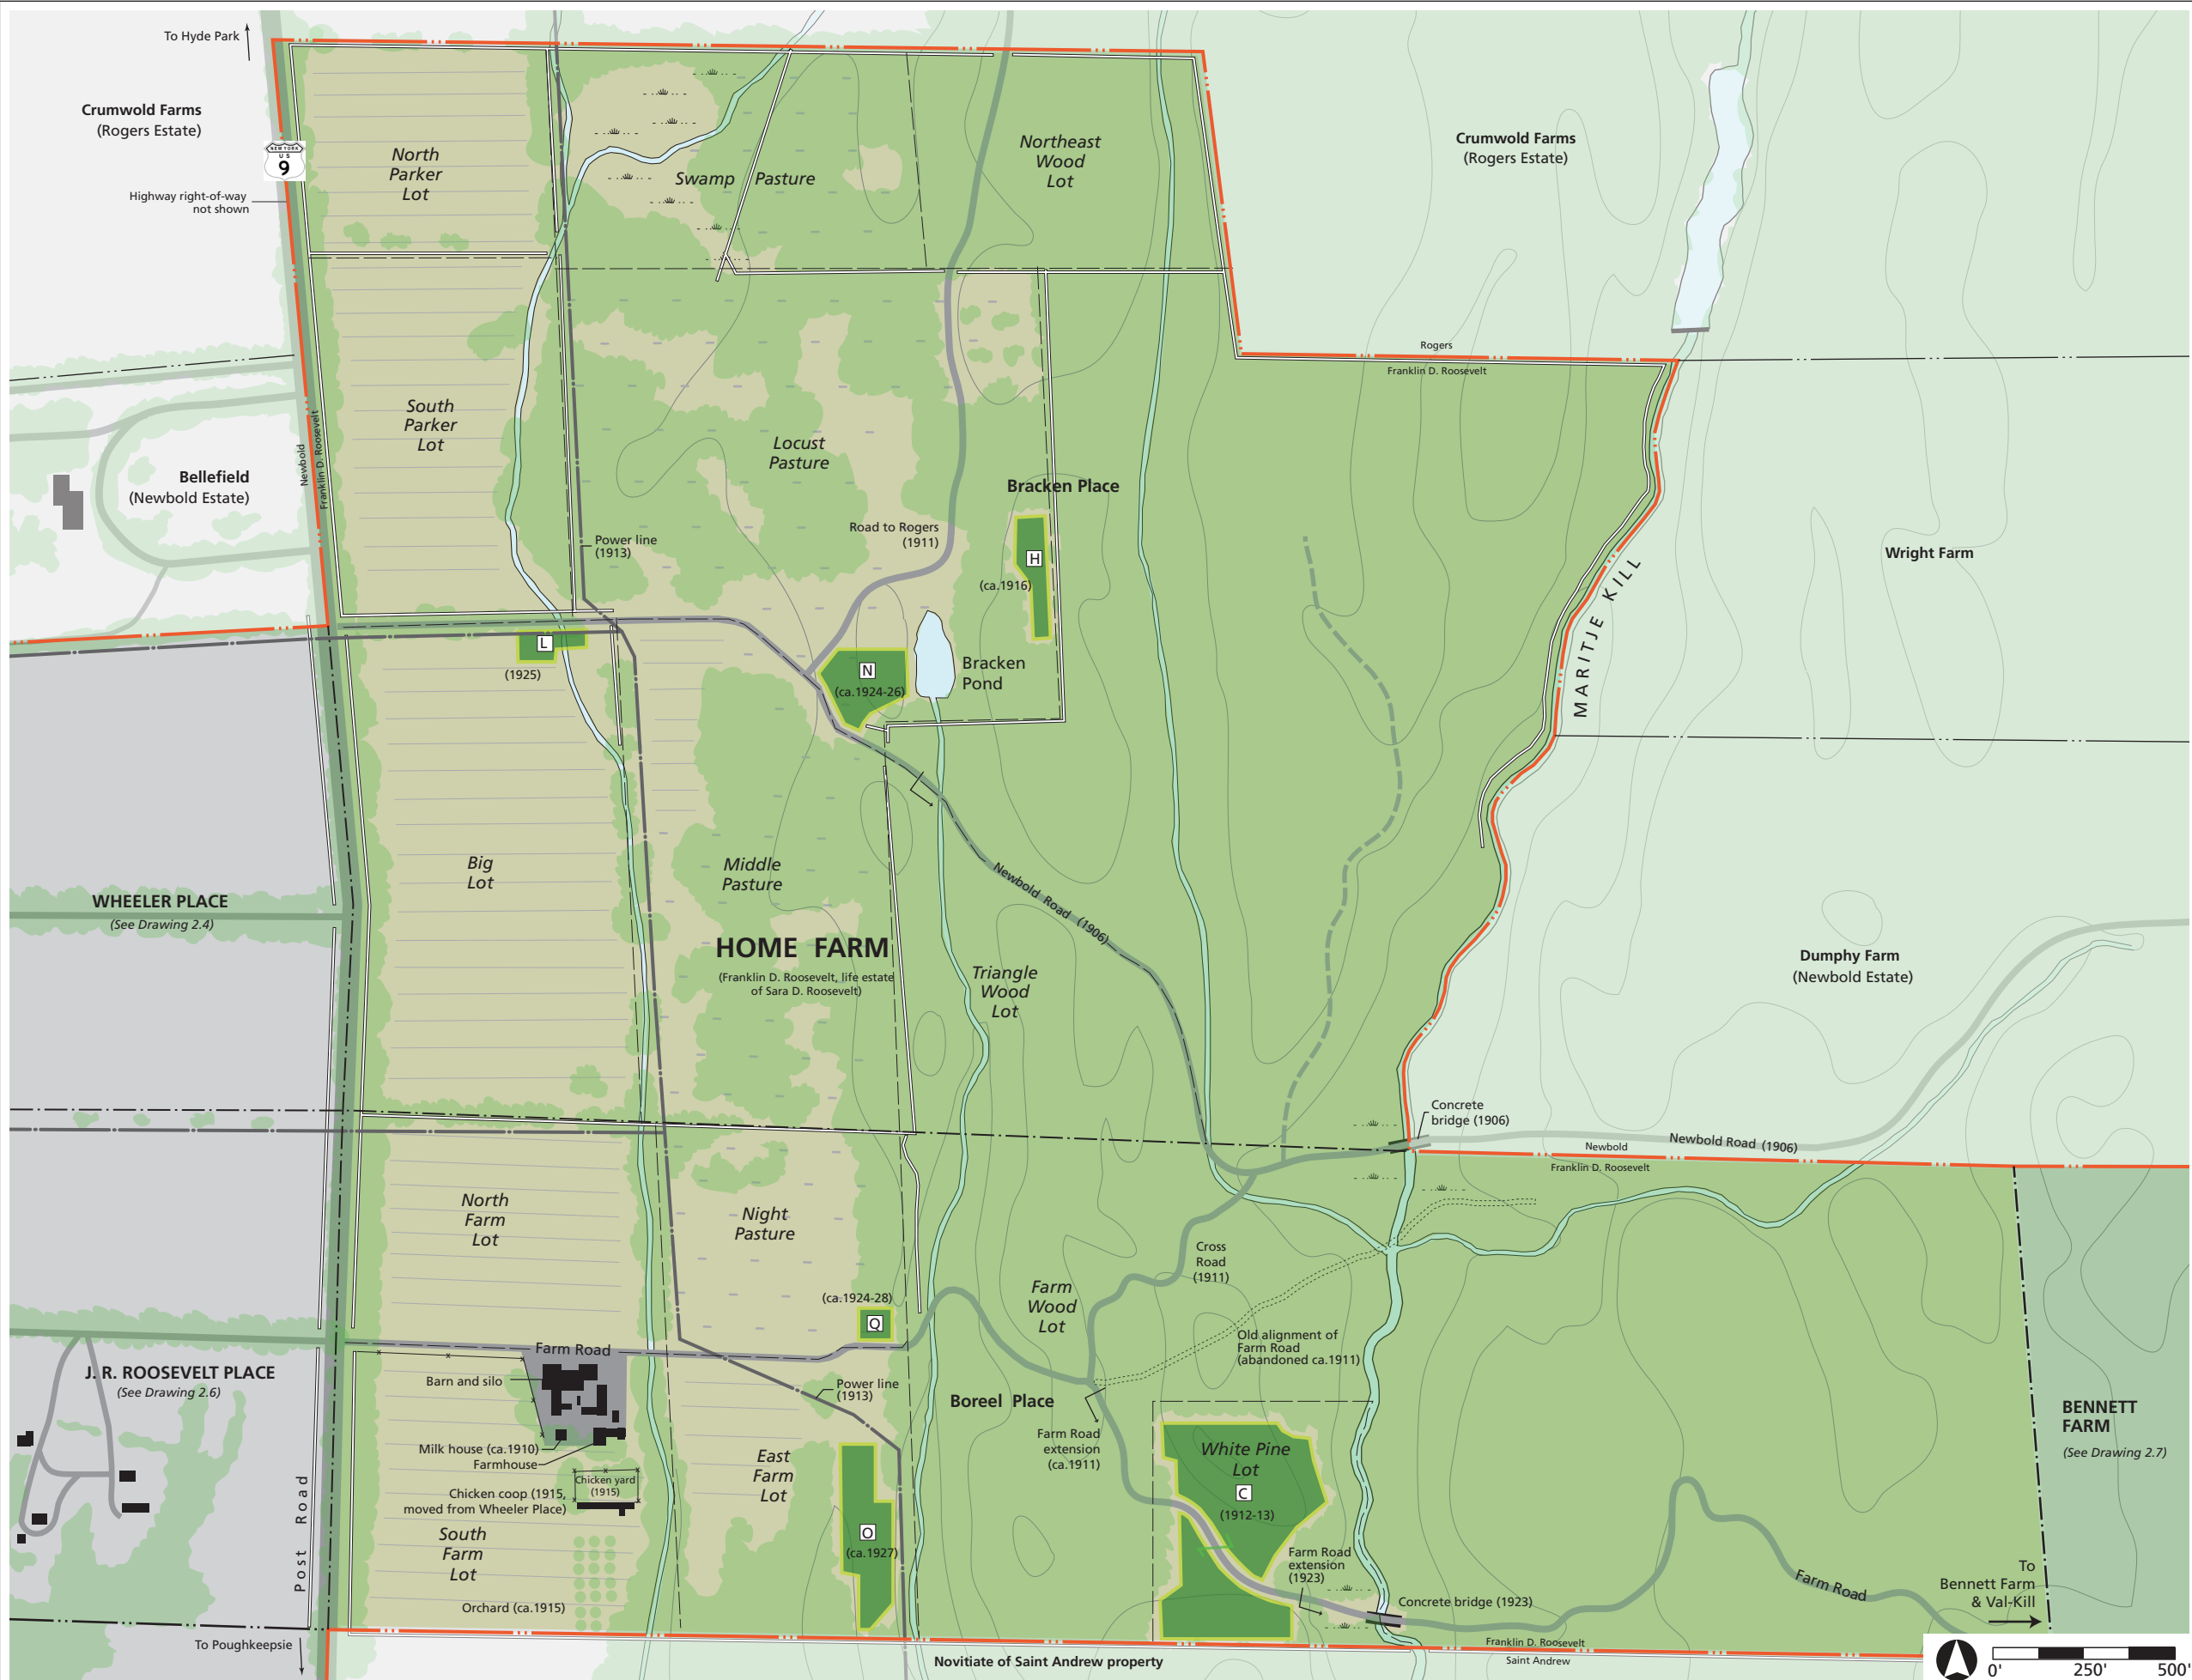 To Hyde Park
Crumwold Farms
(Rogers Estate)
NEW YORK
U S
9
Highway right-of-way
not shown
North
Parker
Lot
Swamp Pasture
Northeast
Wood
Lot
Crumwold Farms
(Rogers Estate)
Rogers
Franklin D. Roosevelt
South
Parker
Lot
Newbold
Franklin D. Roosevelt
Bellefield
(Newbold Estate)
Locust
Pasture
Bracken Place
Road to Rogers
(1911)
Power line
(1913)
H
(ca.1916)
Wright Farm
MARITJE KILL
L
(1925)
N
(ca.1924-26)
Bracken
Pond
Big
Lot
Middle
Pasture
Newbold Road (1906)
WHEELER PLACE
(See Drawing 2.4)
HOME FARM
(Franklin D. Roosevelt, life estate
of Sara D. Roosevelt)
Triangle
Wood
Lot
Dumphy Farm
(Newbold Estate)
Concrete
bridge (1906)
Newbold Road (1906)
Newbold
Franklin D. Roosevelt
North
Farm
Lot
Night
Pasture
Cross
Road
(1911)
Farm
Wood
Lot
(ca.1924-28)
Q
Old alignment of
Farm Road
(abandoned ca.1911)
Farm Road
J. R. ROOSEVELT PLACE
(See Drawing 2.6)
Barn and silo
Power line
(1913)
Boreel Place
BENNETT
FARM
(See Drawing 2.7)
Milk house (ca.1910)
Farmhouse
Farm Road
extension
(ca.1911)
White Pine
Lot
C
(1912-13)
East
Farm
Lot
Chicken yard
(1915)
Chicken coop (1915,
moved from Wheeler Place)
Post Road
South
Farm
Lot
O
(ca.1927)
Farm Road
extension
(1923)
Orchard (ca.1915)
Concrete bridge (1923)
Farm Road
To
Bennett Farm
& Val-Kill
To Poughkeepsie
Franklin D. Roosevelt
Saint Andrew
Novitiate of Saint Andrew property
0' 250' 500'